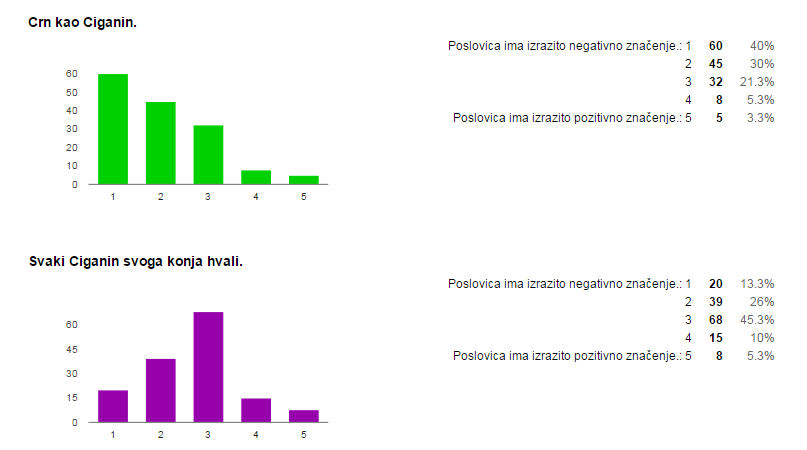 Crn kao Ciganin.
Poslovica ima izrazito negativno značenje.: 1 60 40%
2 45 30%
3 32 21.3%
4 8 5.3%
Poslovica ima izrazito pozitivno značenje.: 5 5 3.3%
60
50
40
30
20
10
0
1 2 3 4 5
Svaki Ciganin svoga konja hvali.
Poslovica ima izrazito negativno značenje.: 1 20 13.3%
2 39 26%
3 68 45.3%
4 15 10%
Poslovica ima izrazito pozitivno značenje.: 5 8 5.3%
60
45
30
15
0
1 2 3 4 5